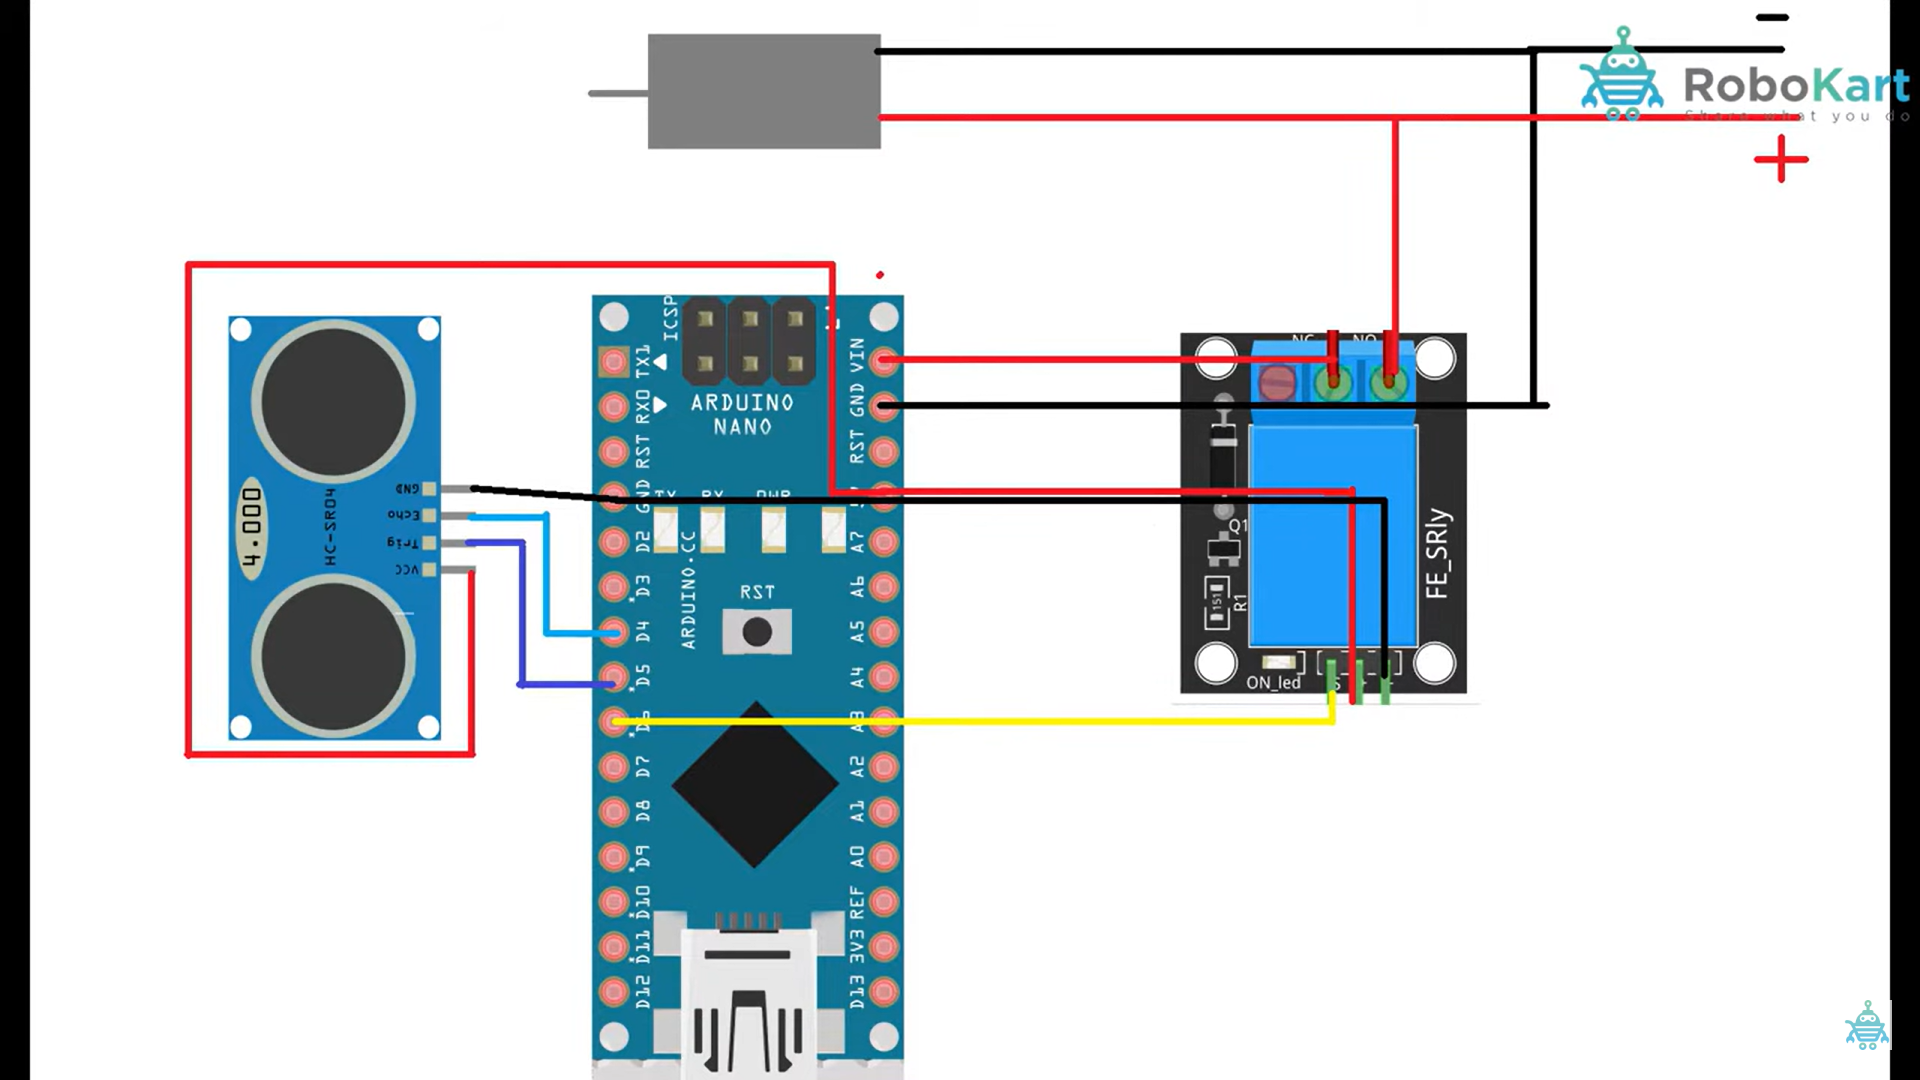 RoboKart
Share what you do
4.000
HC-SR04
GND
Echo
Trig
VCC
ICSP
ARDUINO
NANO
TX1
RX0
RST
GND
D2
D3
D4
D5
D6
D7
D8
D9
D10
D11
D12
VIN
GND
RST
A7
A6
A5
A4
A3
A2
A1
A0
REF
3V3
D13
TX
RX
PWR
ARDUINO.CC
RST
NC
NO
Q1
151
R1
FE_SRly
ON_led
S